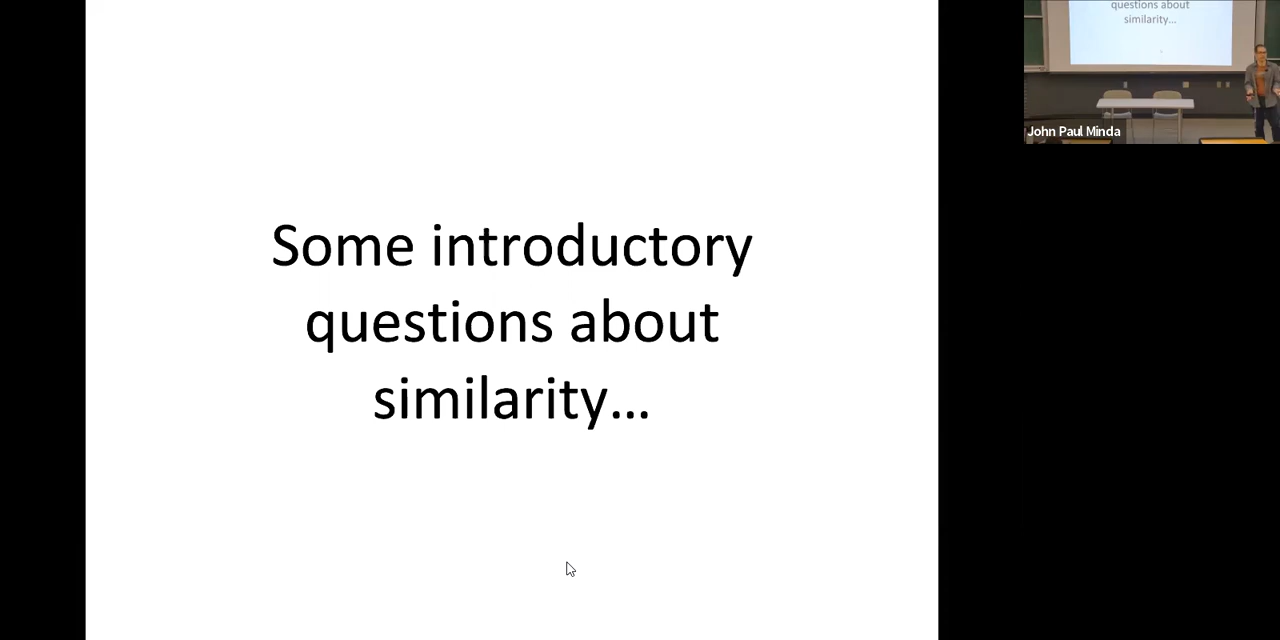 Some introductory
questions about
similarity...
questions about
similarity...
John Paul Minda